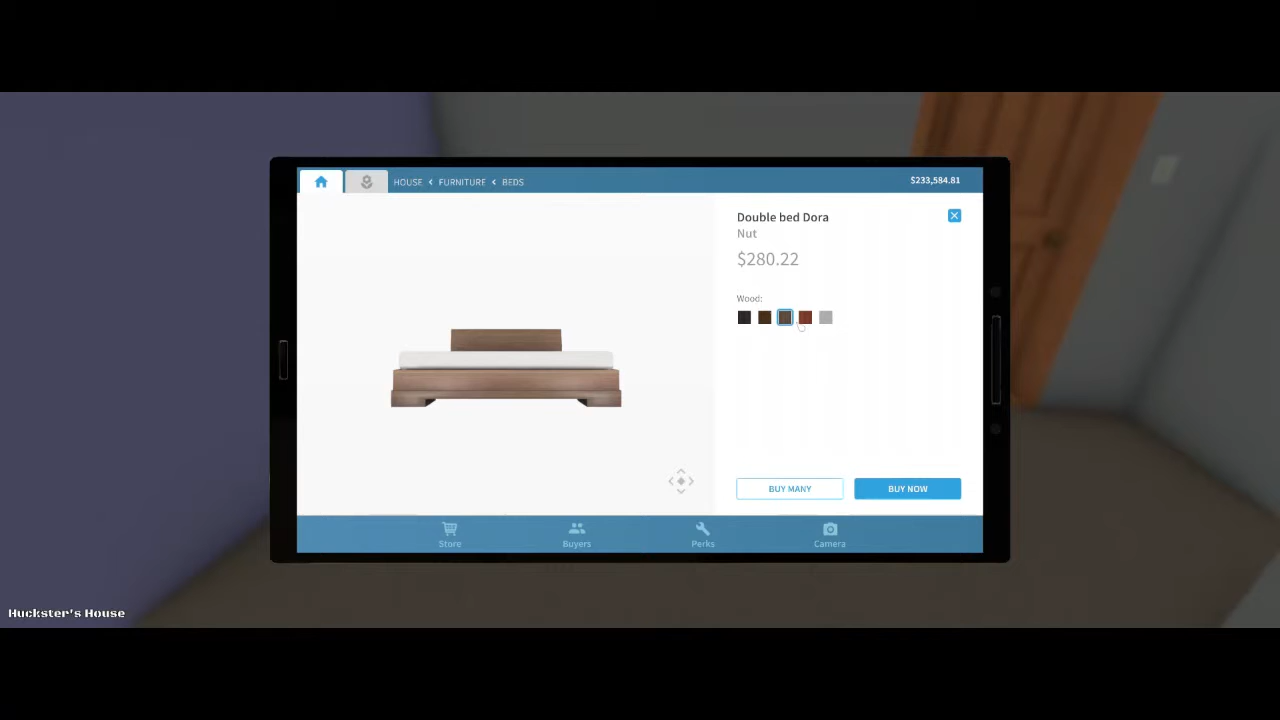 HOUSE < FURNITURE < BEDS
$233,584.81
Double bed Dora
Nut
$280.22
Wood:
BUY MANY
BUY NOW
Store
Buyers
Perks
Camera
Huckster's House